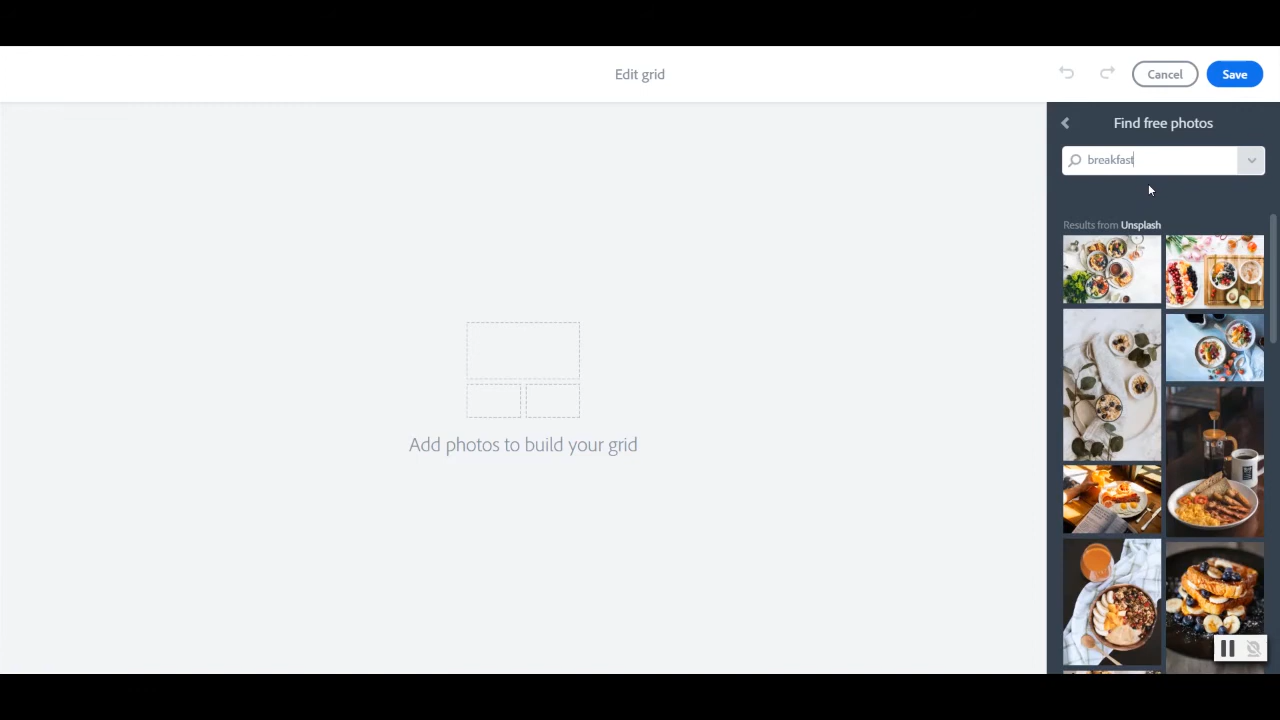 Edit grid
Cancel
Save
Find free photos
breakfast
Results from Unsplash
Add photos to build your grid